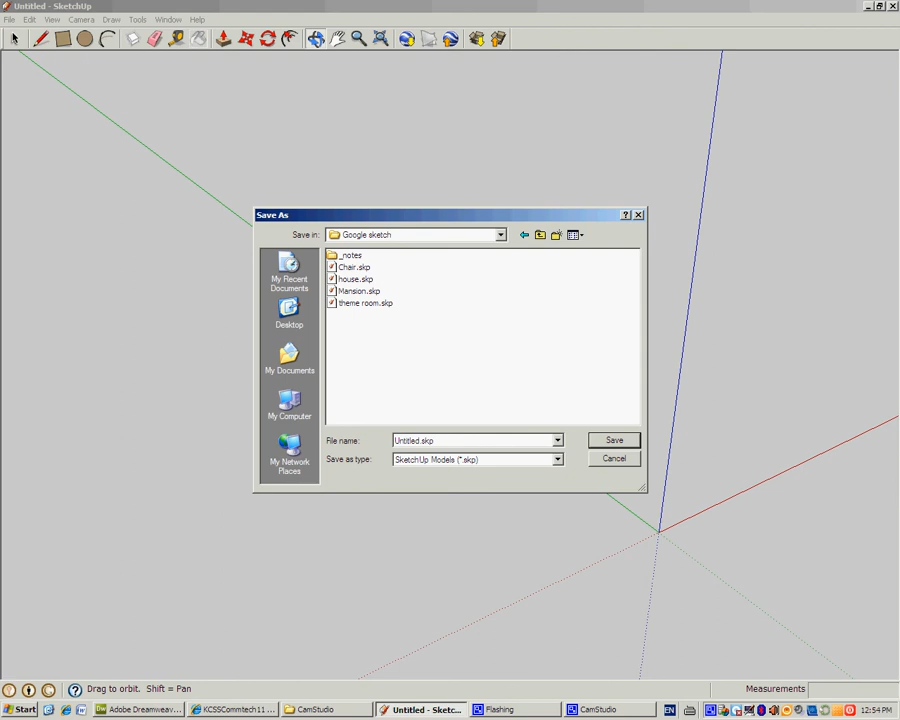 Untitled - SketchUp
File Edit View Camera Draw Tools Window Help
Save As
Save in: Google sketch
_notes
Chair.skp
house.skp
Mansion.skp
theme room.skp
My Recent
Documents
Desktop
My Documents
My Computer
My Network
Places
File name: Untitled.skp Save
Save as type: SketchUp Models (*.skp) Cancel
Drag to orbit. Shift = Pan Measurements
Start Adobe Dreamweav... KCSSCommtech11 ... CamStudio Untitled - Sketc... Flashing CamStudio EN 12:54 PM